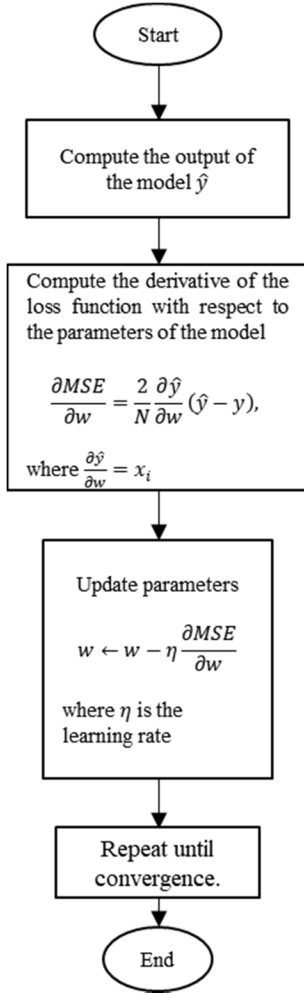 Start
Compute the output of
the model ŷ
Compute the derivative of the
loss function with respect to
the parameters of the model
∂MSE/∂w = 2/N ∂ŷ/∂w (ŷ − y),
where ∂ŷ/∂w = xᵢ
Update parameters
w ← w − η ∂MSE/∂w
where η is the
learning rate
Repeat until
convergence.
End